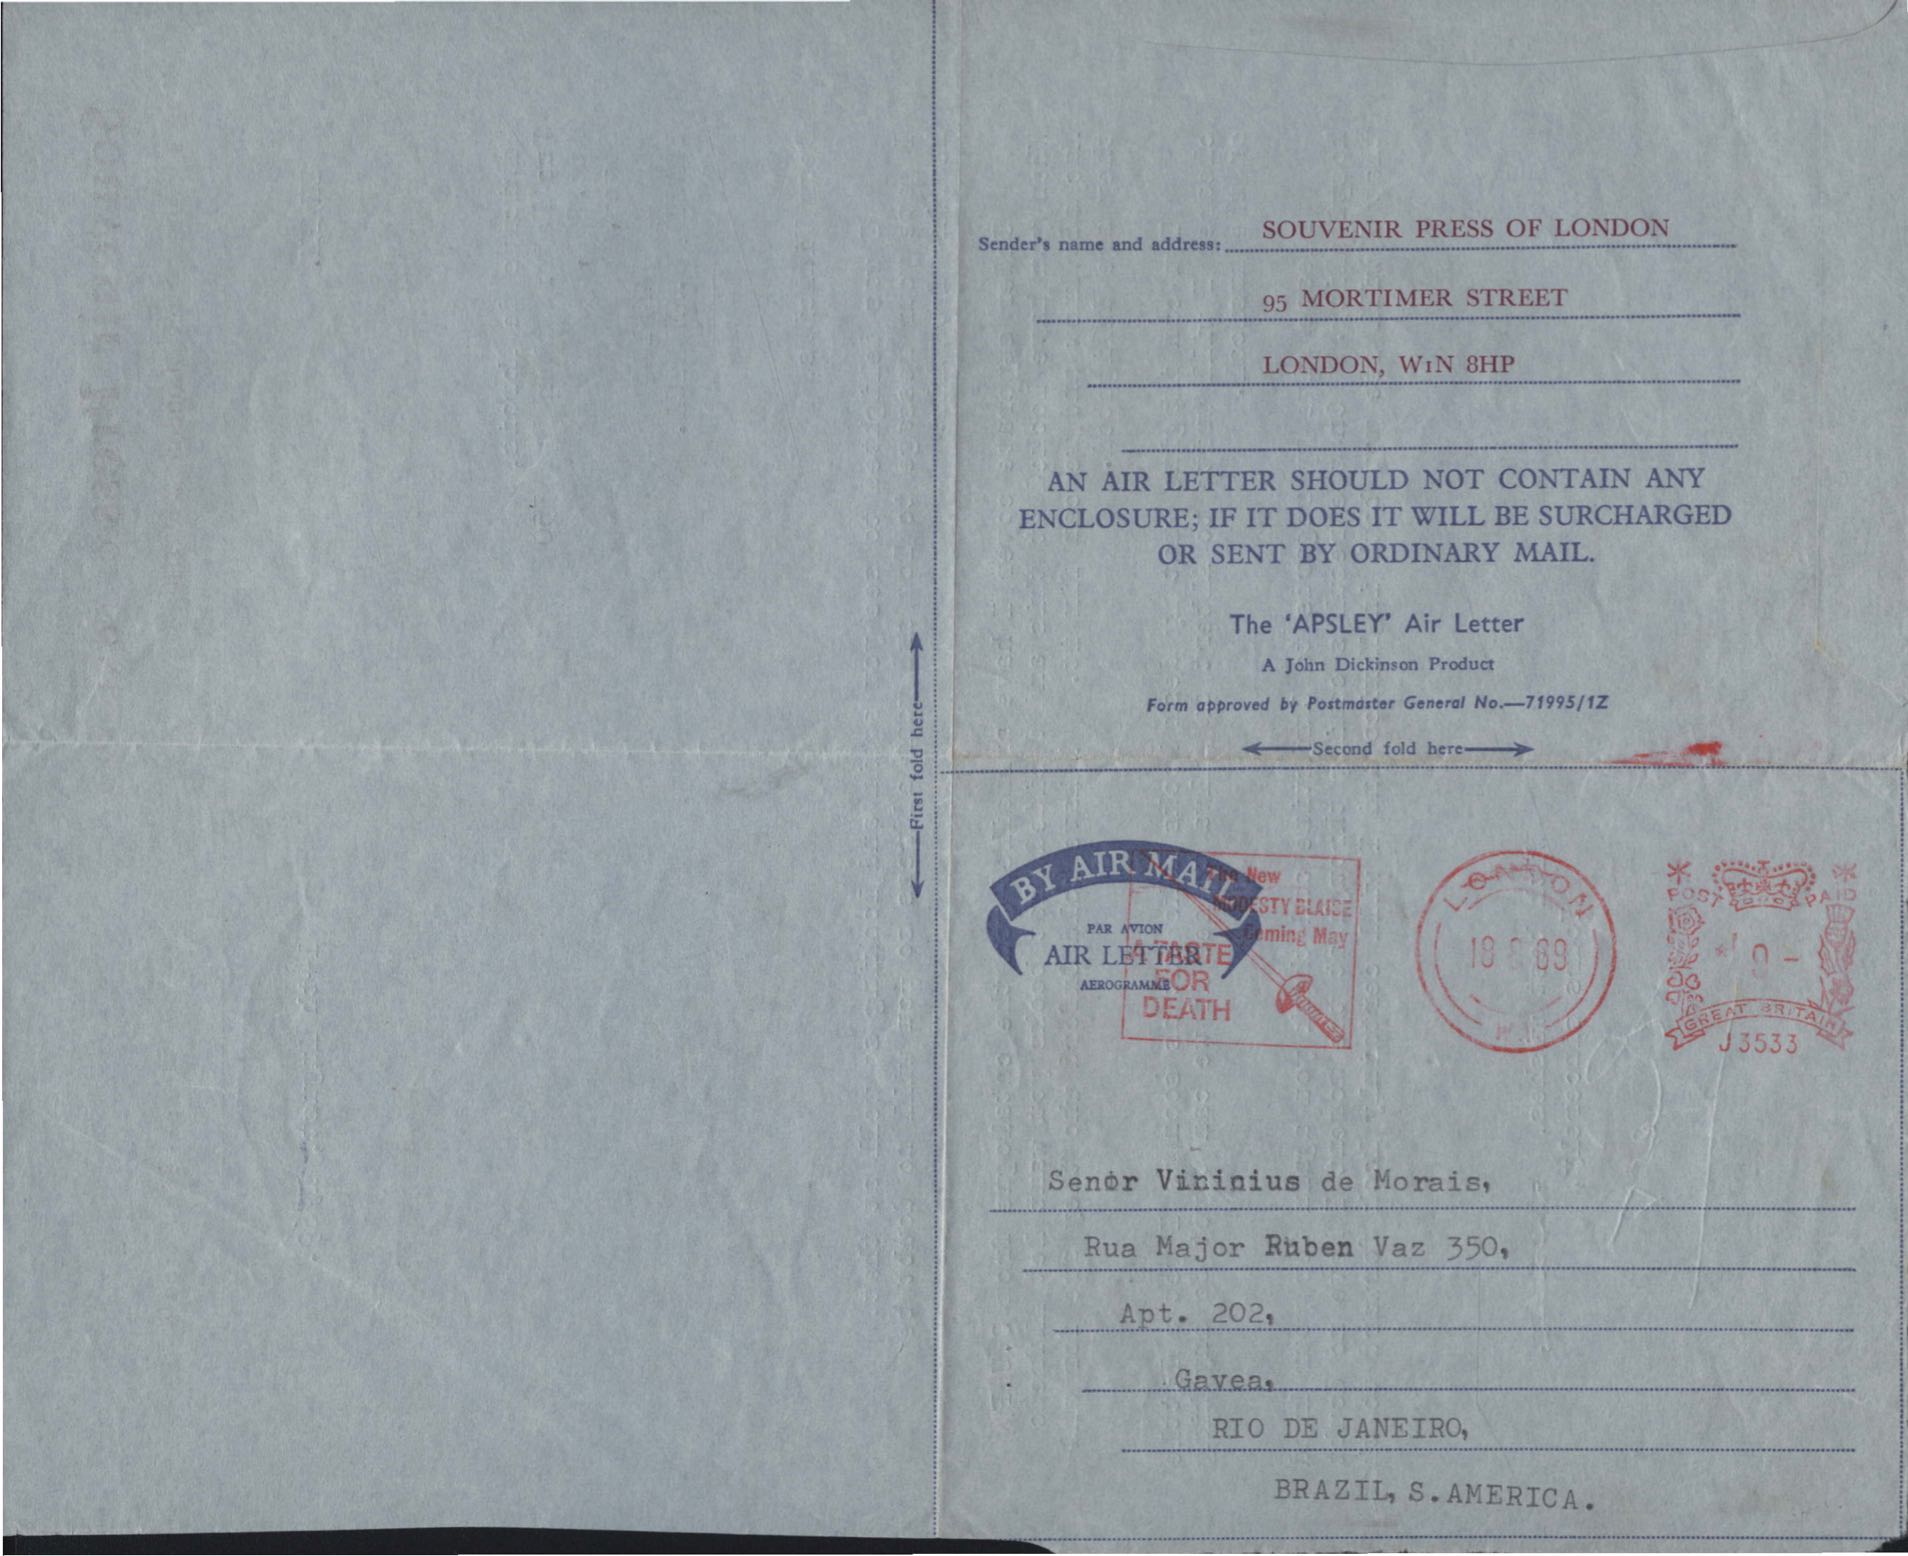 Sender's name and address: SOUVENIR PRESS OF LONDON
95 MORTIMER STREET
LONDON, W1N 8HP
AN AIR LETTER SHOULD NOT CONTAIN ANY
ENCLOSURE; IF IT DOES IT WILL BE SURCHARGED
OR SENT BY ORDINARY MAIL.
The ‘APSLEY’ Air Letter
A John Dickinson Product
Form approved by Postmaster General No.—71995/1Z
Second fold here
First fold here
BY AIR MAIL
PAR AVION
AIR LETTER
AEROGRAMME
The New
MODESTY BLAISE
Coming May
A TASTE
FOR
DEATH
LONDON
POST PAID
9 -
GREAT BRITAIN
J3533
Senor Vininius de Morais,
Rua Major Ruben Vaz 350,
Apt. 202,
Gavea,
RIO DE JANEIRO,
BRAZIL, S.AMERICA.